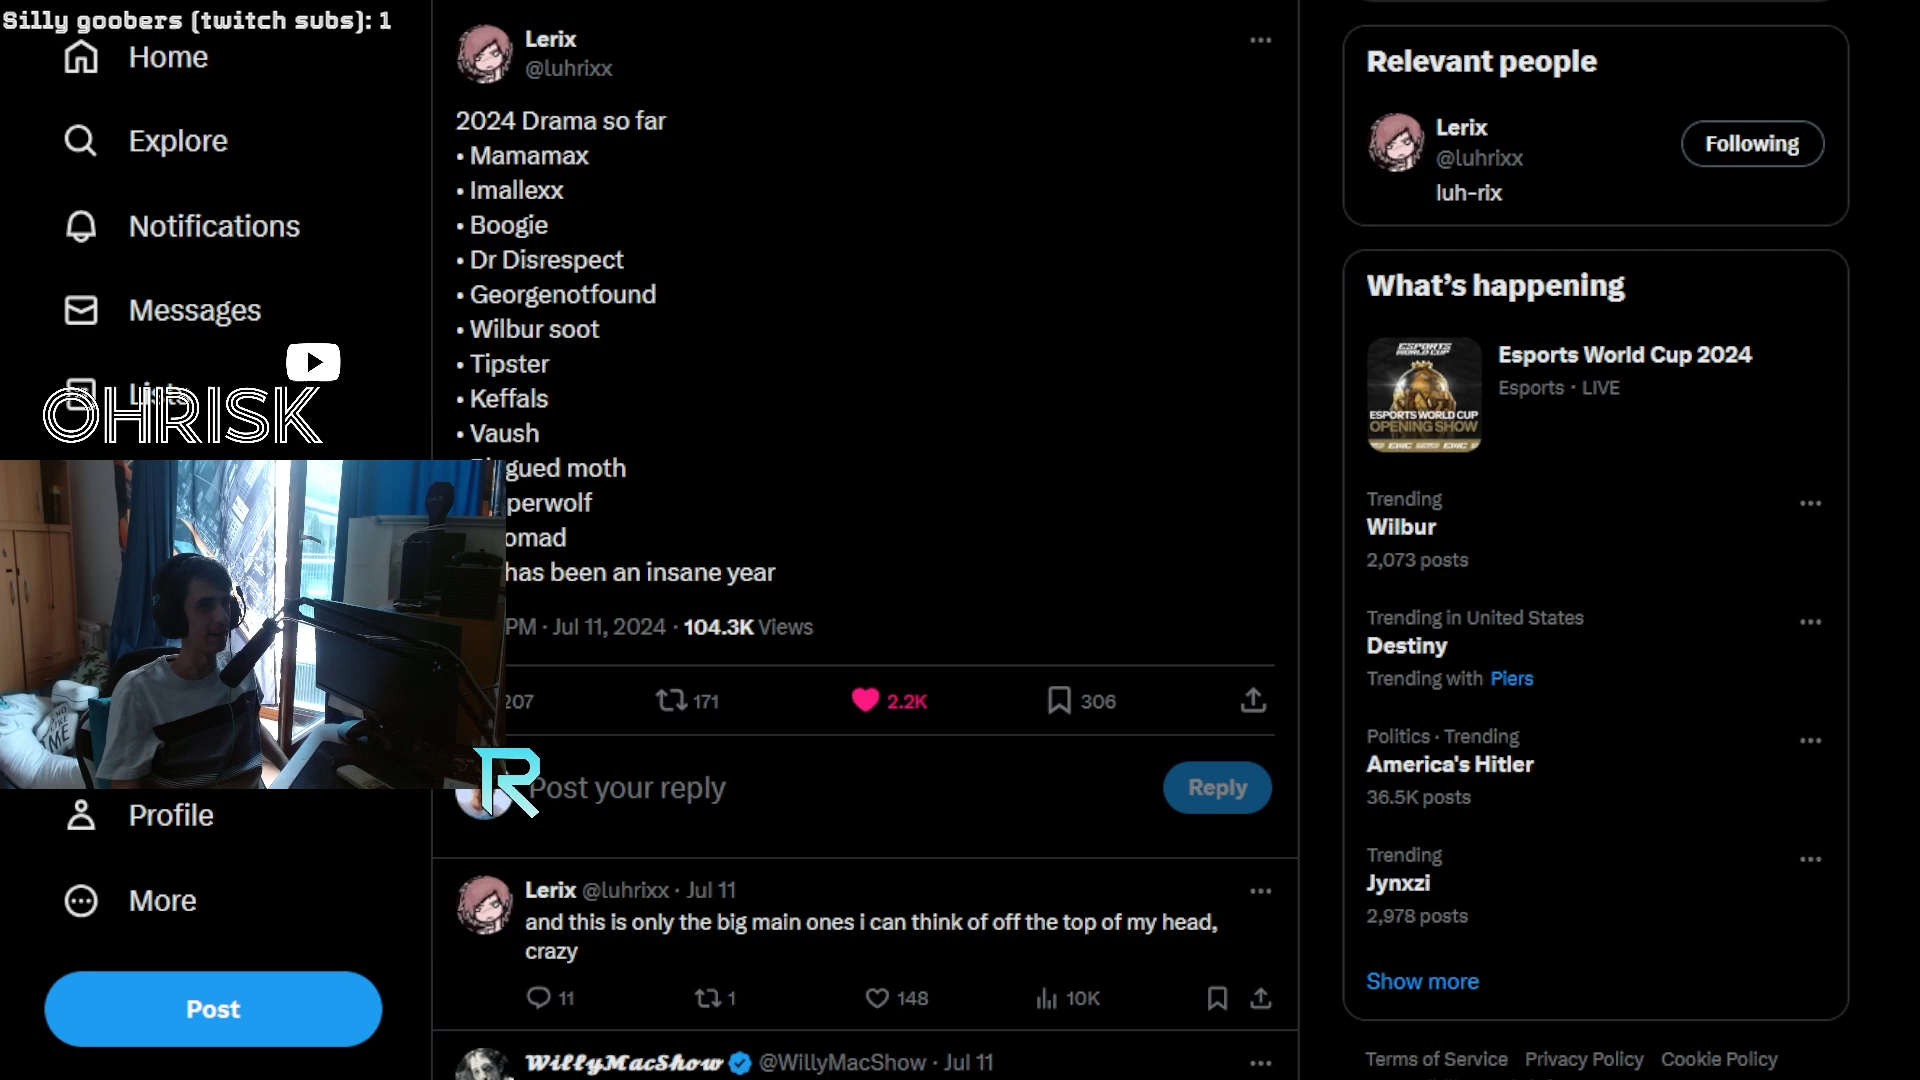 Silly goobers (twitch subs): 1
Home
Explore
Notifications
Messages
Lists
OHRISK
Profile
More
Post
Lerix
@luhrixx
2024 Drama so far
• Mamamax
• Imallexx
• Boogie
• Dr Disrespect
• Georgenotfound
• Wilbur soot
• Tipster
• Keffals
• Vaush
gued moth
perwolf
omad
has been an insane year
PM · Jul 11, 2024 · 104.3K Views
207 171 2.2K 306
Post your reply
Reply
Lerix @luhrixx · Jul 11
and this is only the big main ones i can think of off the top of my head,
crazy
11 1 148 10K
WillyMacShow @WillyMacShow · Jul 11
Relevant people
Lerix
@luhrixx
Following
luh-rix
What's happening
ESPORTS
WORLD CUP
ESPORTS WORLD CUP
OPENING SHOW
Esports World Cup 2024
Esports · LIVE
Trending
Wilbur
2,073 posts
Trending in United States
Destiny
Trending with Piers
Politics · Trending
America's Hitler
36.5K posts
Trending
Jynxzi
2,978 posts
Show more
Terms of Service Privacy Policy Cookie Policy